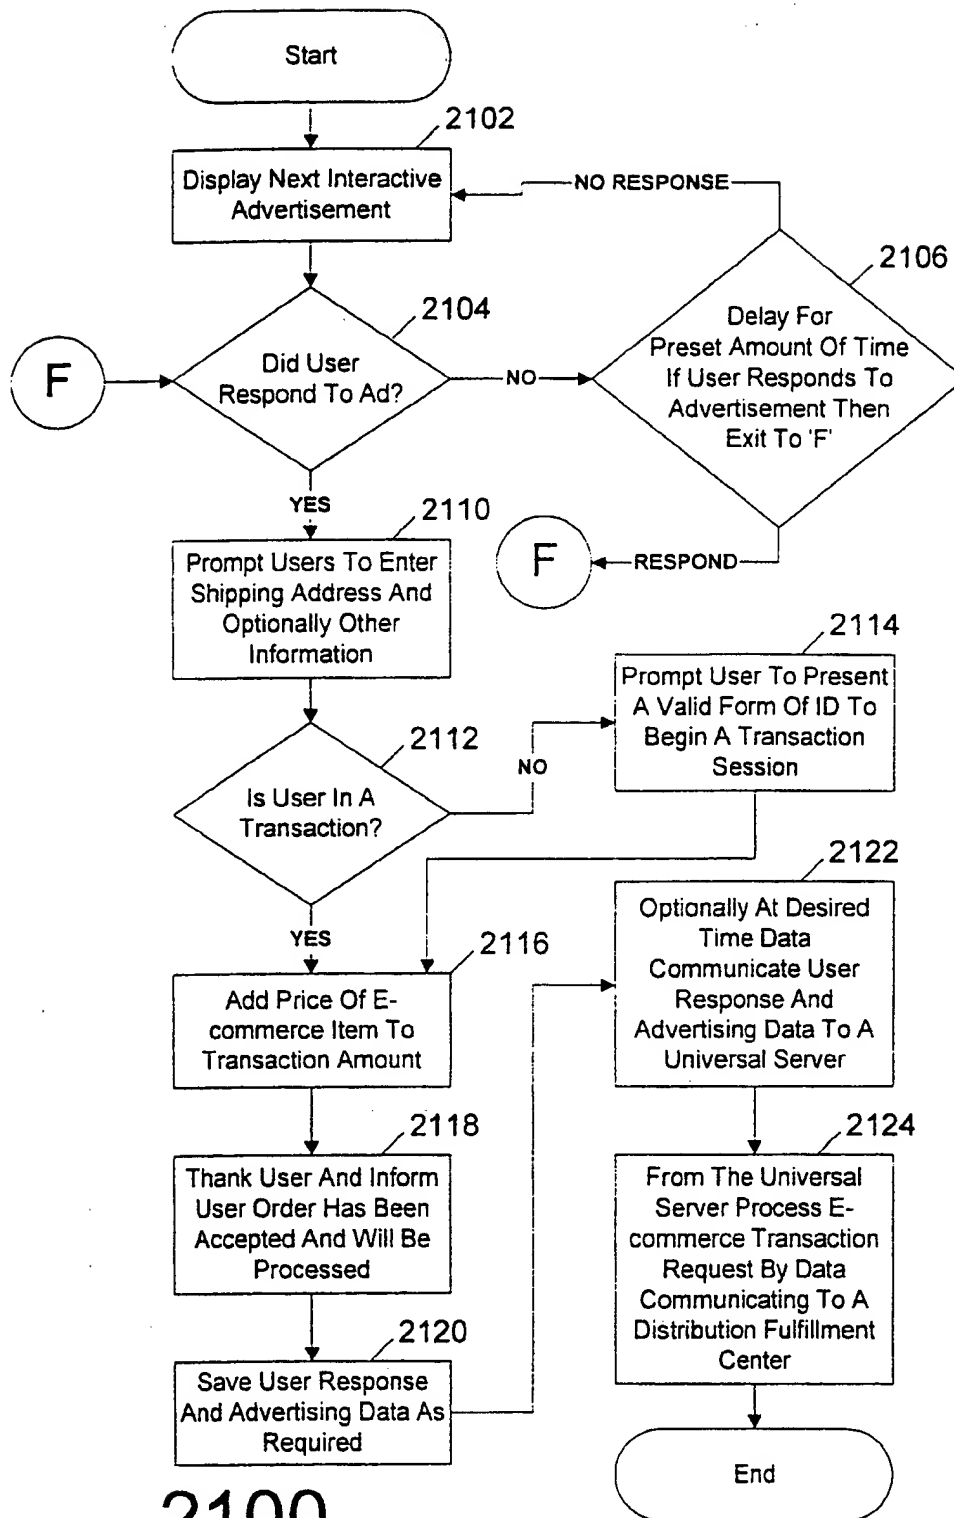 Start
2102
Display Next Interactive
Advertisement
NO RESPONSE
2106
Delay For
Preset Amount Of Time
If User Responds To
Advertisement Then
Exit To 'F'
2104
Did User
Respond To Ad?
F
NO
YES
RESPOND
F
2110
Prompt Users To Enter
Shipping Address And
Optionally Other
Information
2114
Prompt User To Present
A Valid Form Of ID To
Begin A Transaction
Session
2112
Is User In A
Transaction?
NO
YES
2116
Add Price Of E-
commerce Item To
Transaction Amount
2122
Optionally At Desired
Time Data
Communicate User
Response And
Advertising Data To A
Universal Server
2118
Thank User And Inform
User Order Has Been
Accepted And Will Be
Processed
2124
From The Universal
Server Process E-
commerce Transaction
Request By Data
Communicating To A
Distribution Fulfillment
Center
2120
Save User Response
And Advertising Data As
Required
End
2100